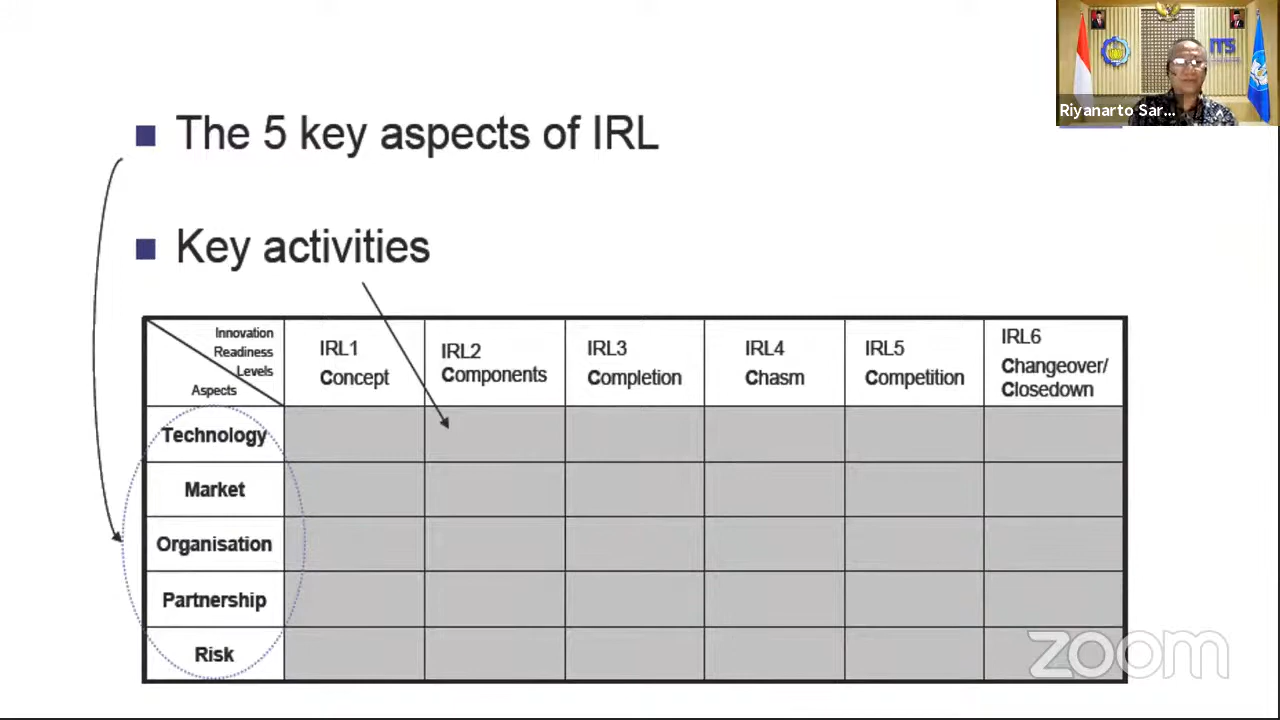 The 5 key aspects of IRL
Key activities
Innovation
Readiness
Levels
Aspects
IRL1
Concept
IRL2
Components
IRL3
Completion
IRL4
Chasm
IRL5
Competition
IRL6
Changeover/
Closedown
Technology
Market
Organisation
Partnership
Risk
ITS
Riyanarto Sar...
zoom